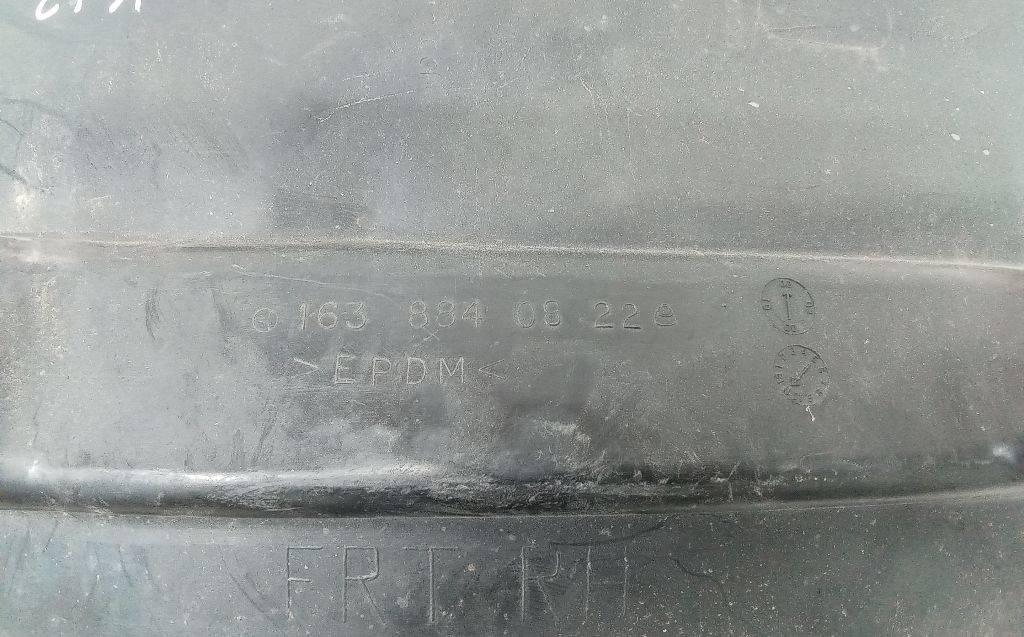 163 884 08 22
>EPDM<
FRT RH